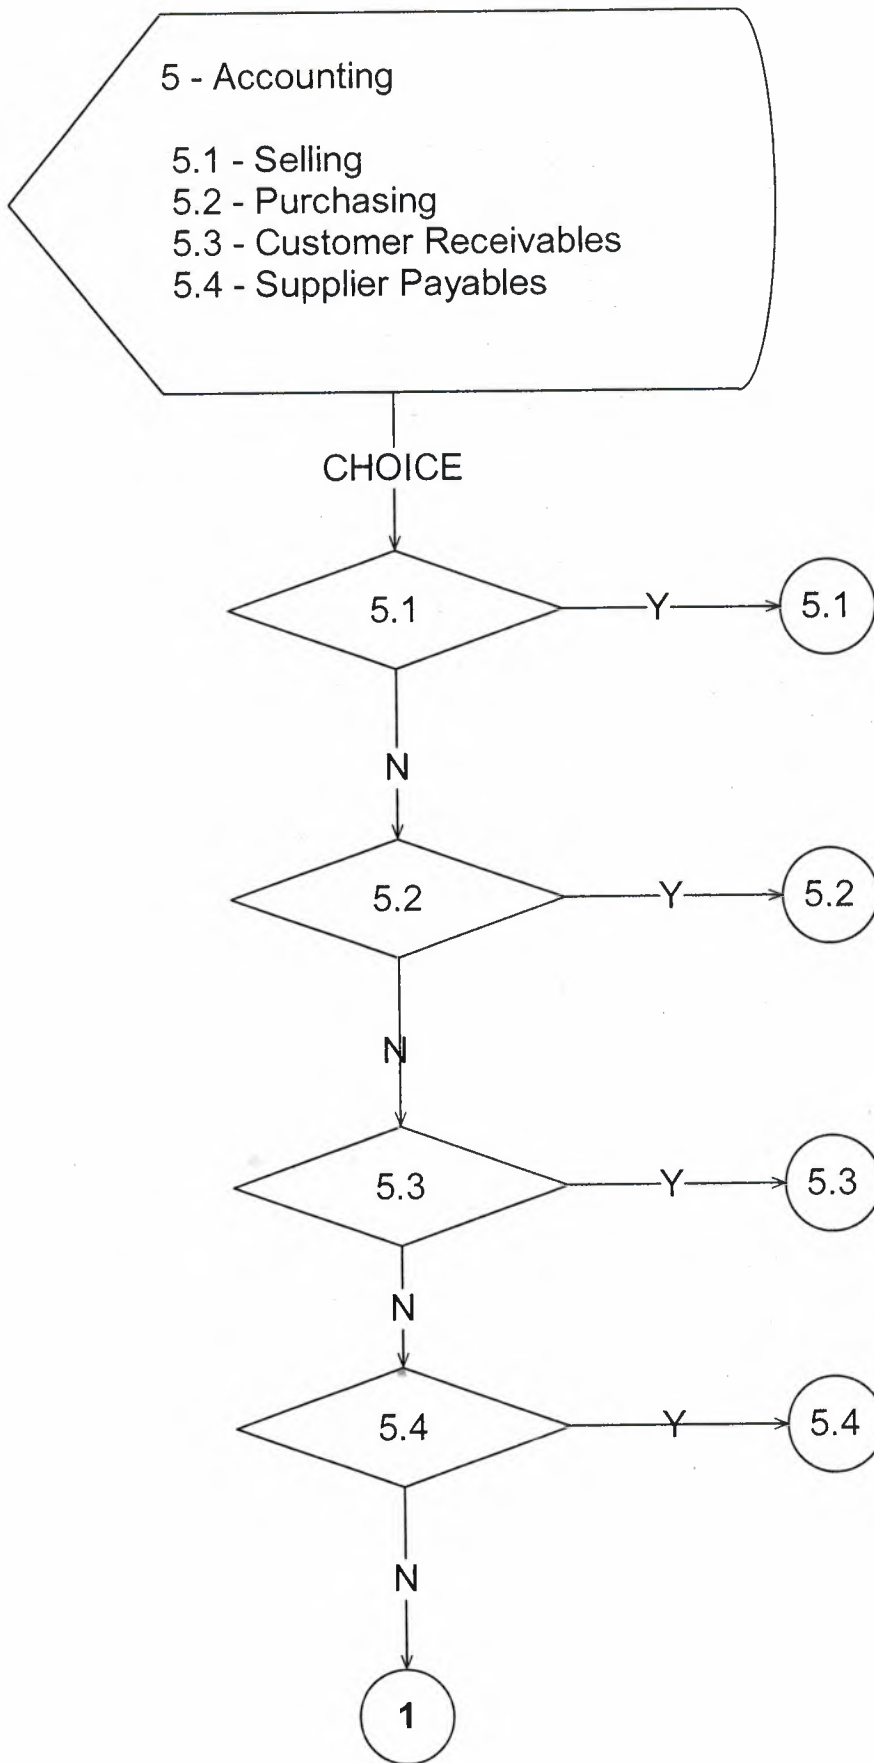 5 - Accounting
5.1 - Selling
5.2 - Purchasing
5.3 - Customer Receivables
5.4 - Supplier Payables
CHOICE
5.1
Y
5.1
N
5.2
Y
5.2
N
5.3
Y
5.3
N
5.4
Y
5.4
N
1